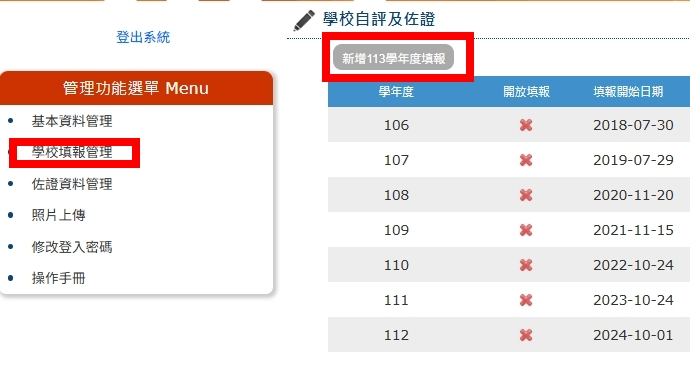 學校自評及佐證
登出系統
新增113學年度填報
管理功能選單 Menu
基本資料管理
學校填報管理
佐證資料管理
照片上傳
修改登入密碼
操作手冊
學年度 開放填報 填報開始日期
106 2018-07-30
107 2019-07-29
108 2020-11-20
109 2021-11-15
110 2022-10-24
111 2023-10-24
112 2024-10-01